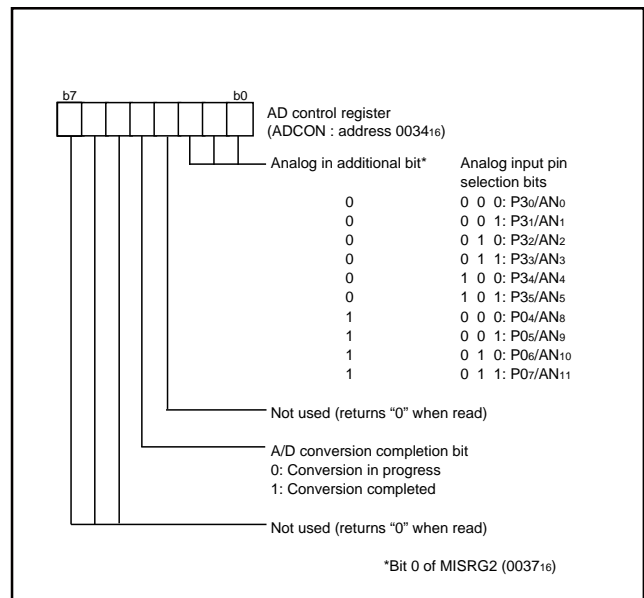 b7 b0
AD control register
(ADCON : address 0034₁₆)
Analog in additional bit* Analog input pin
selection bits
0 0 0 0: P3₀/AN₀
0 0 0 1: P3₁/AN₁
0 0 1 0: P3₂/AN₂
0 0 1 1: P3₃/AN₃
0 1 0 0: P3₄/AN₄
0 1 0 1: P3₅/AN₅
1 0 0 0: P0₄/AN₈
1 0 0 1: P0₅/AN₉
1 0 1 0: P0₆/AN₁₀
1 0 1 1: P0₇/AN₁₁
Not used (returns “0” when read)
A/D conversion completion bit
0: Conversion in progress
1: Conversion completed
Not used (returns “0” when read)
*Bit 0 of MISRG2 (0037₁₆)